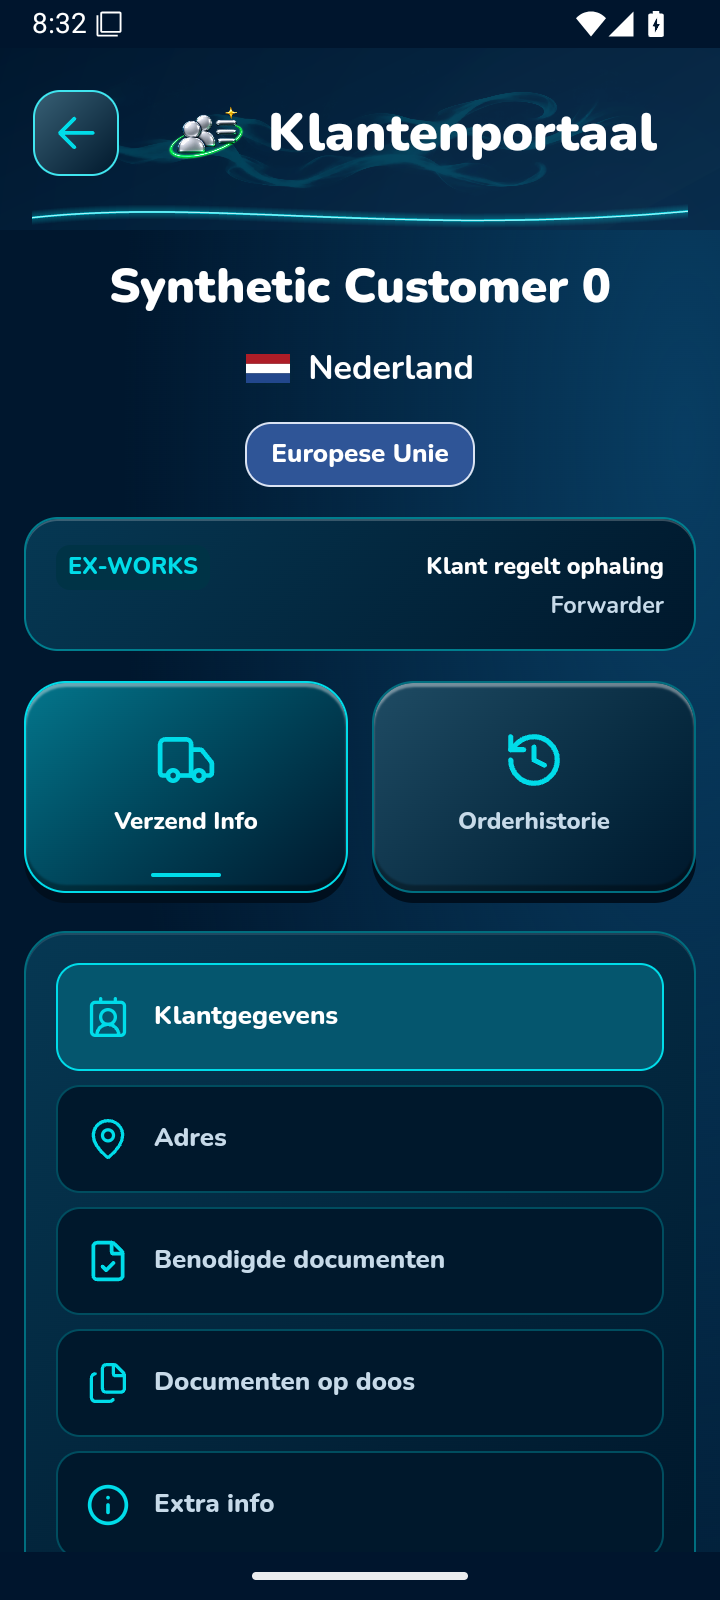 8:32
Klantenportaal
Synthetic Customer 0
Nederland
Europese Unie
EX-WORKS
Klant regelt ophaling
Forwarder
Verzend Info
Orderhistorie
Klantgegevens
Adres
Benodigde documenten
Documenten op doos
Extra info